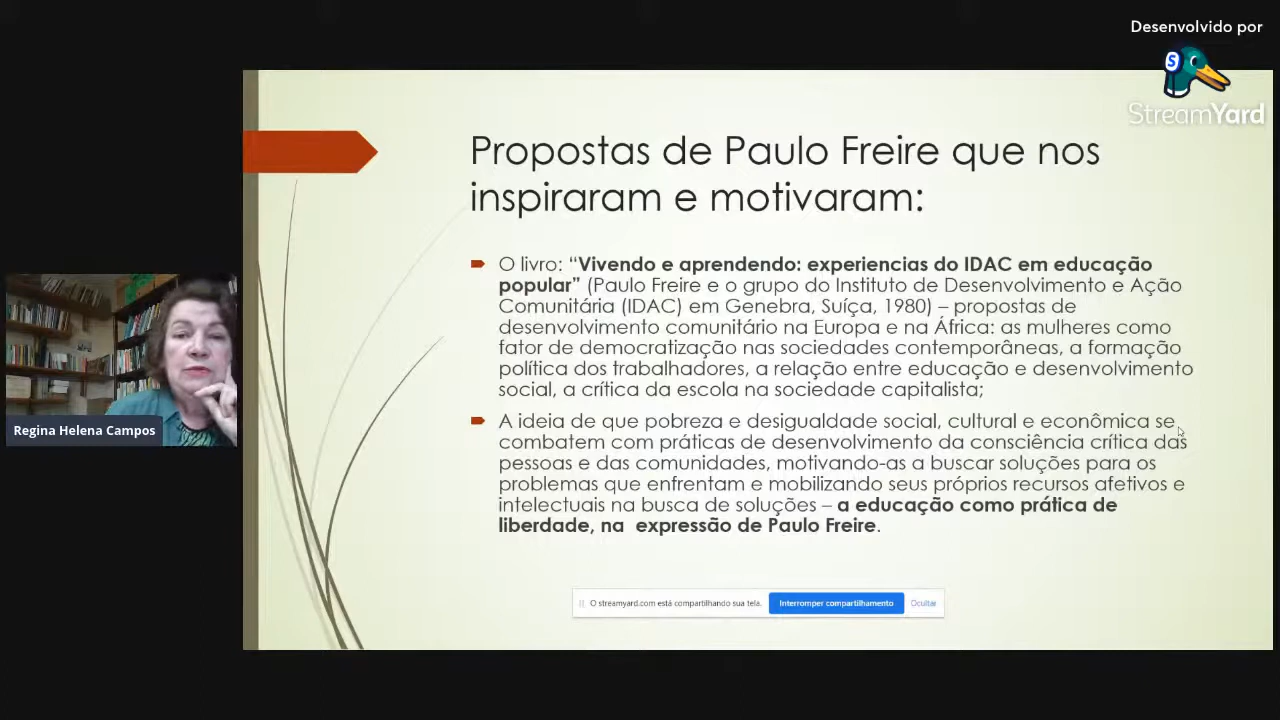 Desenvolvido por
S
StreamYard
Propostas de Paulo Freire que nos
inspiraram e motivaram:
O livro: “Vivendo e aprendendo: experiencias do IDAC em educação
popular” (Paulo Freire e o grupo do Instituto de Desenvolvimento e Ação
Comunitária (IDAC) em Genebra, Suíça, 1980) – propostas de
desenvolvimento comunitário na Europa e na África: as mulheres como
fator de democratização nas sociedades contemporâneas, a formação
política dos trabalhadores, a relação entre educação e desenvolvimento
social, a crítica da escola na sociedade capitalista;
A ideia de que pobreza e desigualdade social, cultural e econômica se
combatem com práticas de desenvolvimento da consciência crítica das
pessoas e das comunidades, motivando-as a buscar soluções para os
problemas que enfrentam e mobilizando seus próprios recursos afetivos e
intelectuais na busca de soluções – a educação como prática de
liberdade, na expressão de Paulo Freire.
Regina Helena Campos
O streamyard.com está compartilhando sua tela. Interromper compartilhamento Ocultar